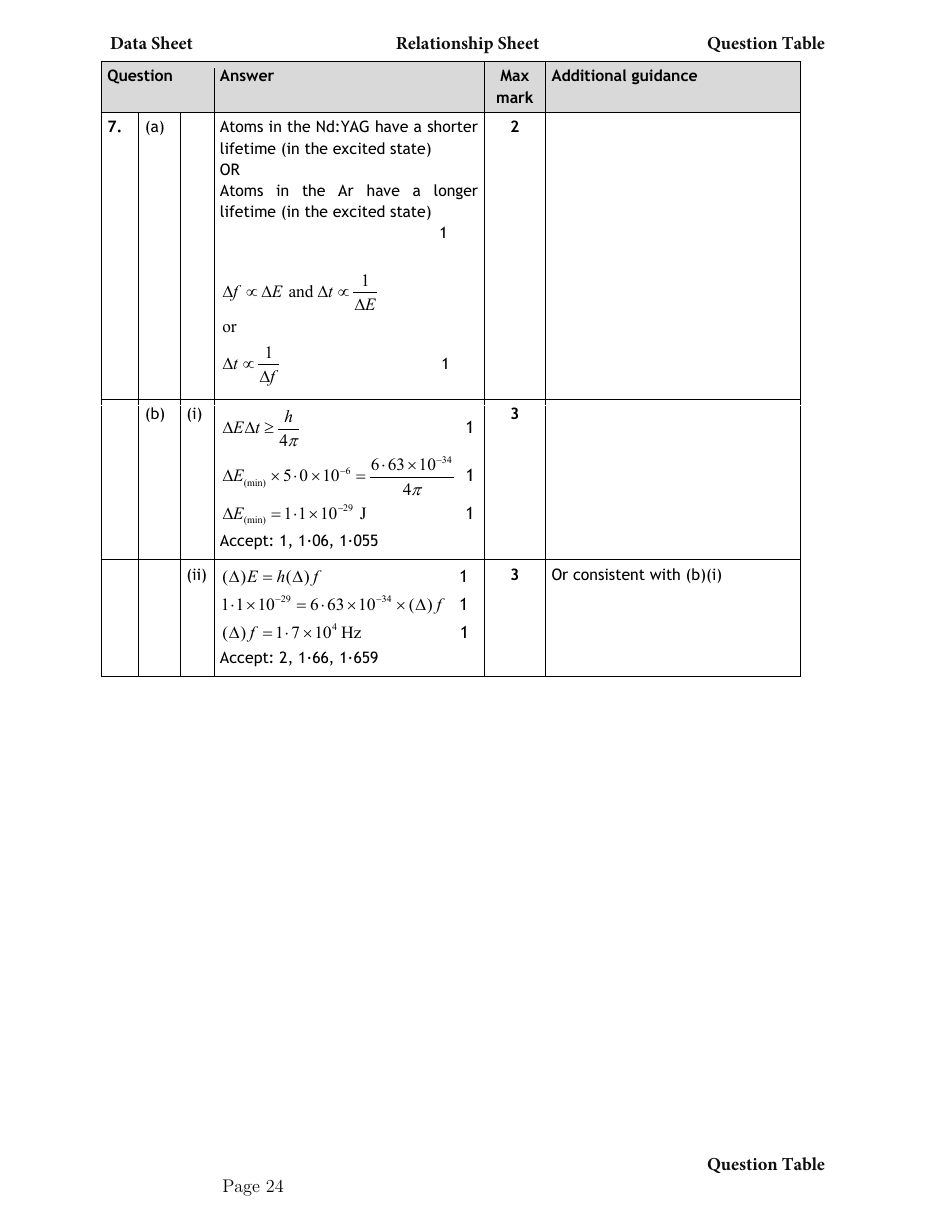 Data Sheet Relationship Sheet Question Table
Question Answer Max mark Additional guidance
7. (a) Atoms in the Nd:YAG have a shorter 2
lifetime (in the excited state)
OR
Atoms in the Ar have a longer
lifetime (in the excited state)
1
Δf ∝ ΔE and Δt ∝ 1/ΔE
or
Δt ∝ 1/Δf 1
(b) (i) ΔEΔt ≥ h/4π 1 3
ΔE(min) × 5·0 × 10⁻⁶ = 6·63 × 10⁻³⁴/4π 1
ΔE(min) = 1·1 × 10⁻²⁹ J 1
Accept: 1, 1·06, 1·055
(ii) (Δ)E = h(Δ)f 1 3 Or consistent with (b)(i)
1·1 × 10⁻²⁹ = 6·63 × 10⁻³⁴ × (Δ)f 1
(Δ)f = 1·7 × 10⁴ Hz 1
Accept: 2, 1·66, 1·659
Question Table
Page 24